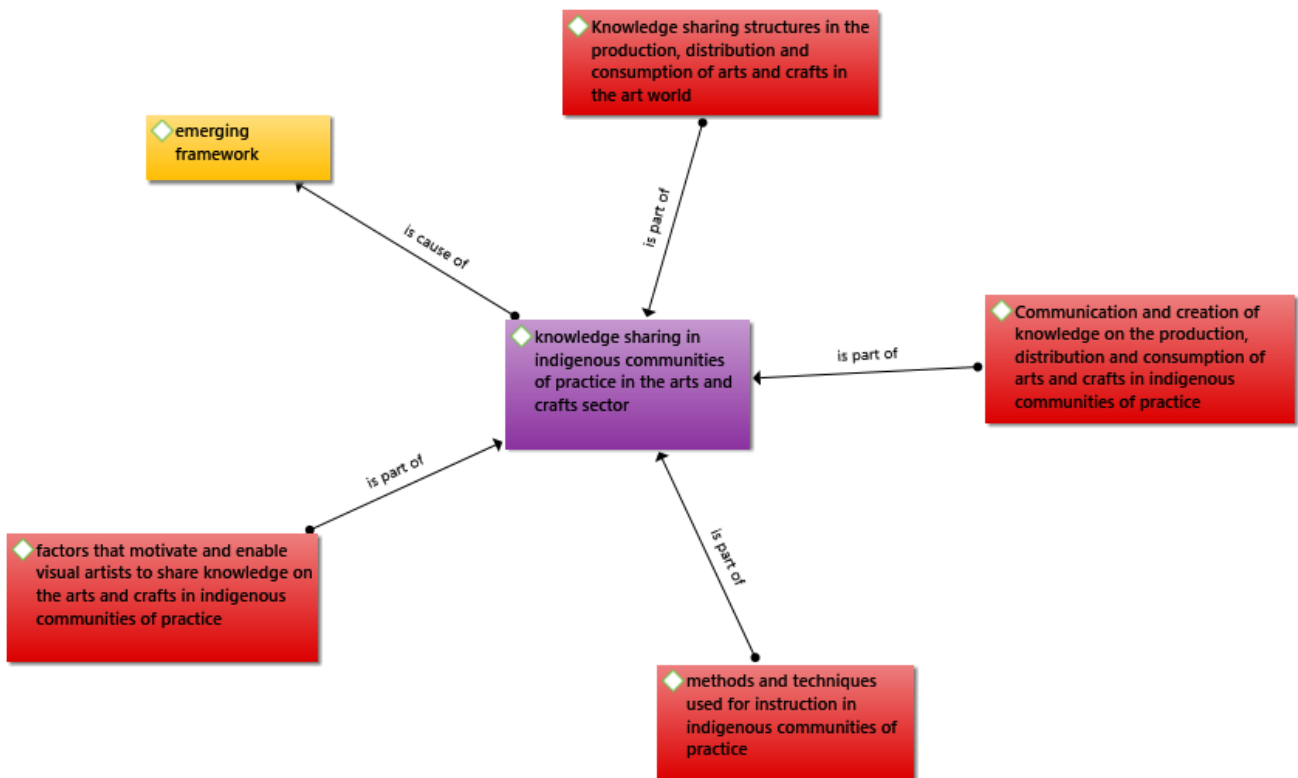 Knowledge sharing structures in the
production, distribution and
consumption of arts and crafts in
the art world
emerging
framework
is part of
is cause of
Communication and creation of
knowledge on the production,
distribution and consumption of
arts and crafts in indigenous
communities of practice
knowledge sharing in
indigenous communities
of practice in the arts and
crafts sector
is part of
is part of
factors that motivate and enable
visual artists to share knowledge on
the arts and crafts in indigenous
communities of practice
is part of
methods and techniques
used for instruction in
indigenous communities of
practice